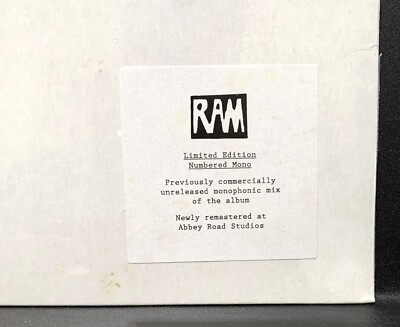 RAM
Limited Edition
Numbered Mono
Previously commercially
unreleased monophonic mix
of the album
Newly remastered at
Abbey Road Studios